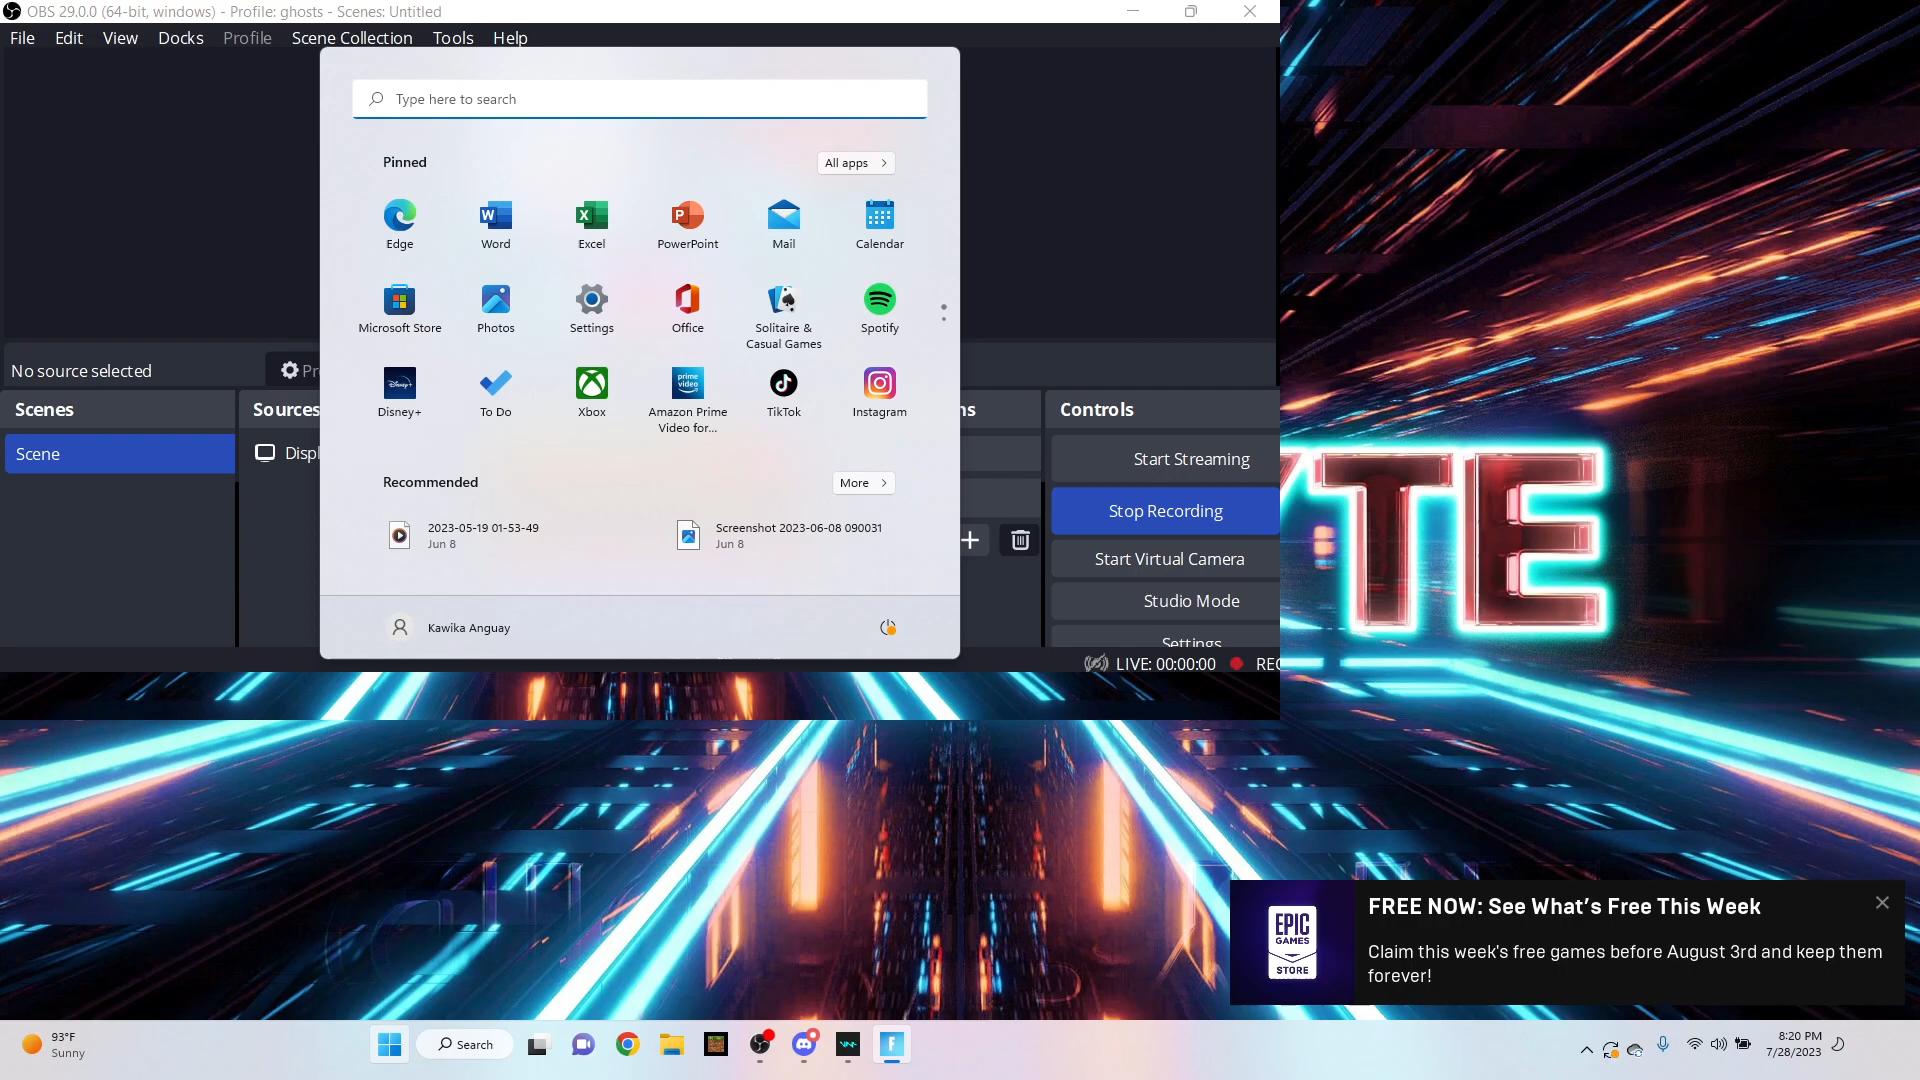 OBS 29.0.0 (64-bit, windows) - Profile: ghosts - Scenes: Untitled
File Edit View Docks Profile Scene Collection Tools Help
Type here to search
Pinned
All apps
Edge Word Excel PowerPoint Mail Calendar
Microsoft Store Photos Settings Office Solitaire & Casual Games Spotify
prime video
Disney+ To Do Xbox Amazon Prime Video for... TikTok Instagram
Recommended
More
2023-05-19 01-53-49
Jun 8
Screenshot 2023-06-08 090031
Jun 8
Kawika Anguay
No source selected
Pr
Scenes
Scene
Sources
Displ
ns
Controls
Start Streaming
Stop Recording
Start Virtual Camera
Studio Mode
Settings
LIVE: 00:00:00 REC
TE
EPIC
GAMES
STORE
FREE NOW: See What’s Free This Week
Claim this week's free games before August 3rd and keep them
forever!
93°F
Sunny
Search
8:20 PM
7/28/2023